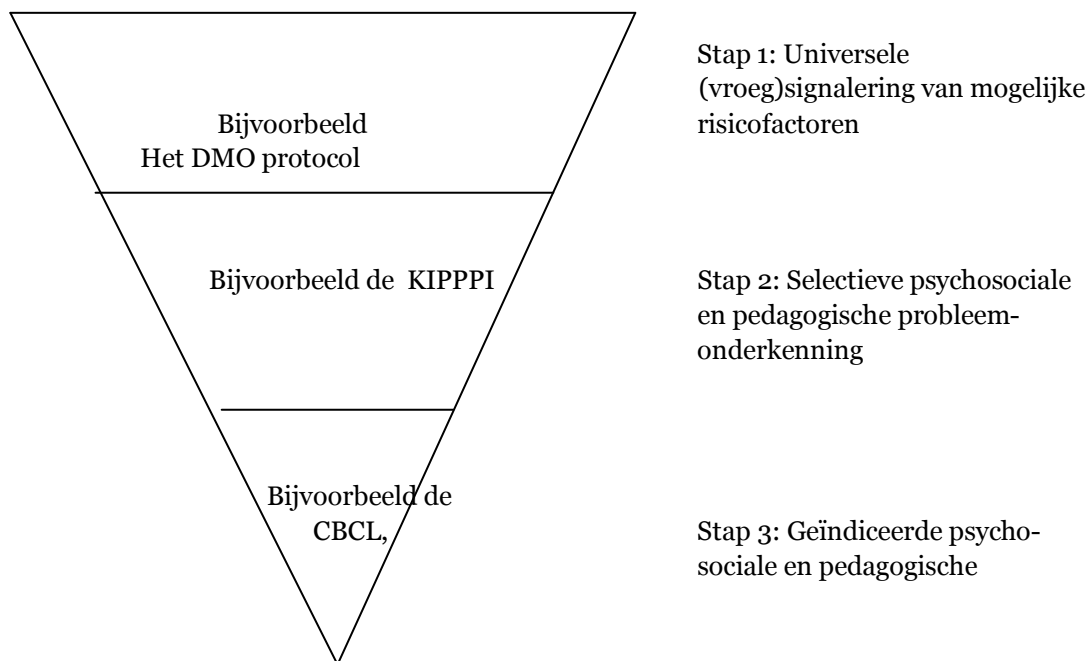 Stap 1: Universele
(vroeg)signalering van mogelijke
risicofactoren
Bijvoorbeeld
Het DMO protocol
Bijvoorbeeld de KIPPPI
Stap 2: Selectieve psychosociale
en pedagogische probleem-
onderkenning
Bijvoorbeeld de
CBCL,
Stap 3: Geïndiceerde psycho-
sociale en pedagogische